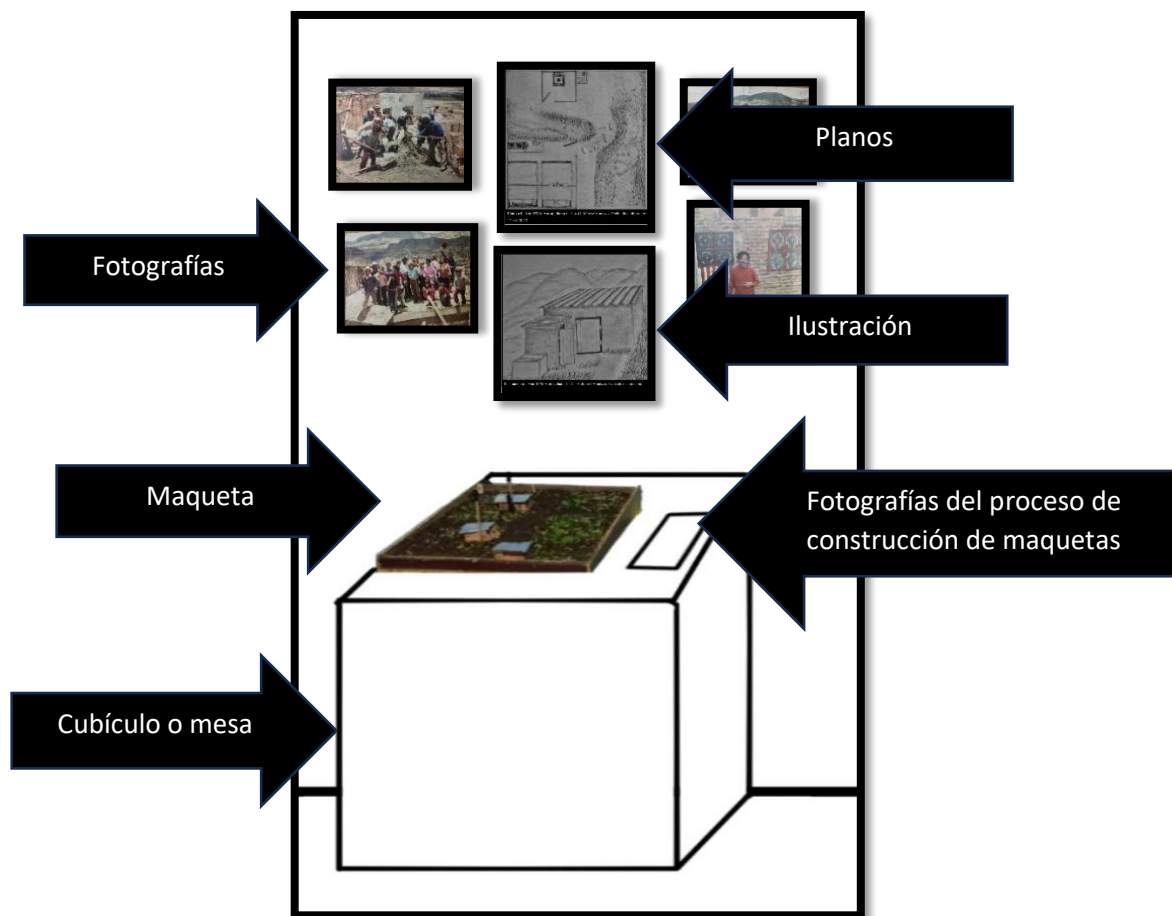 Planos
Fotografías
Ilustración
Maqueta
Fotografías del proceso de
construcción de maquetas
Cubículo o mesa